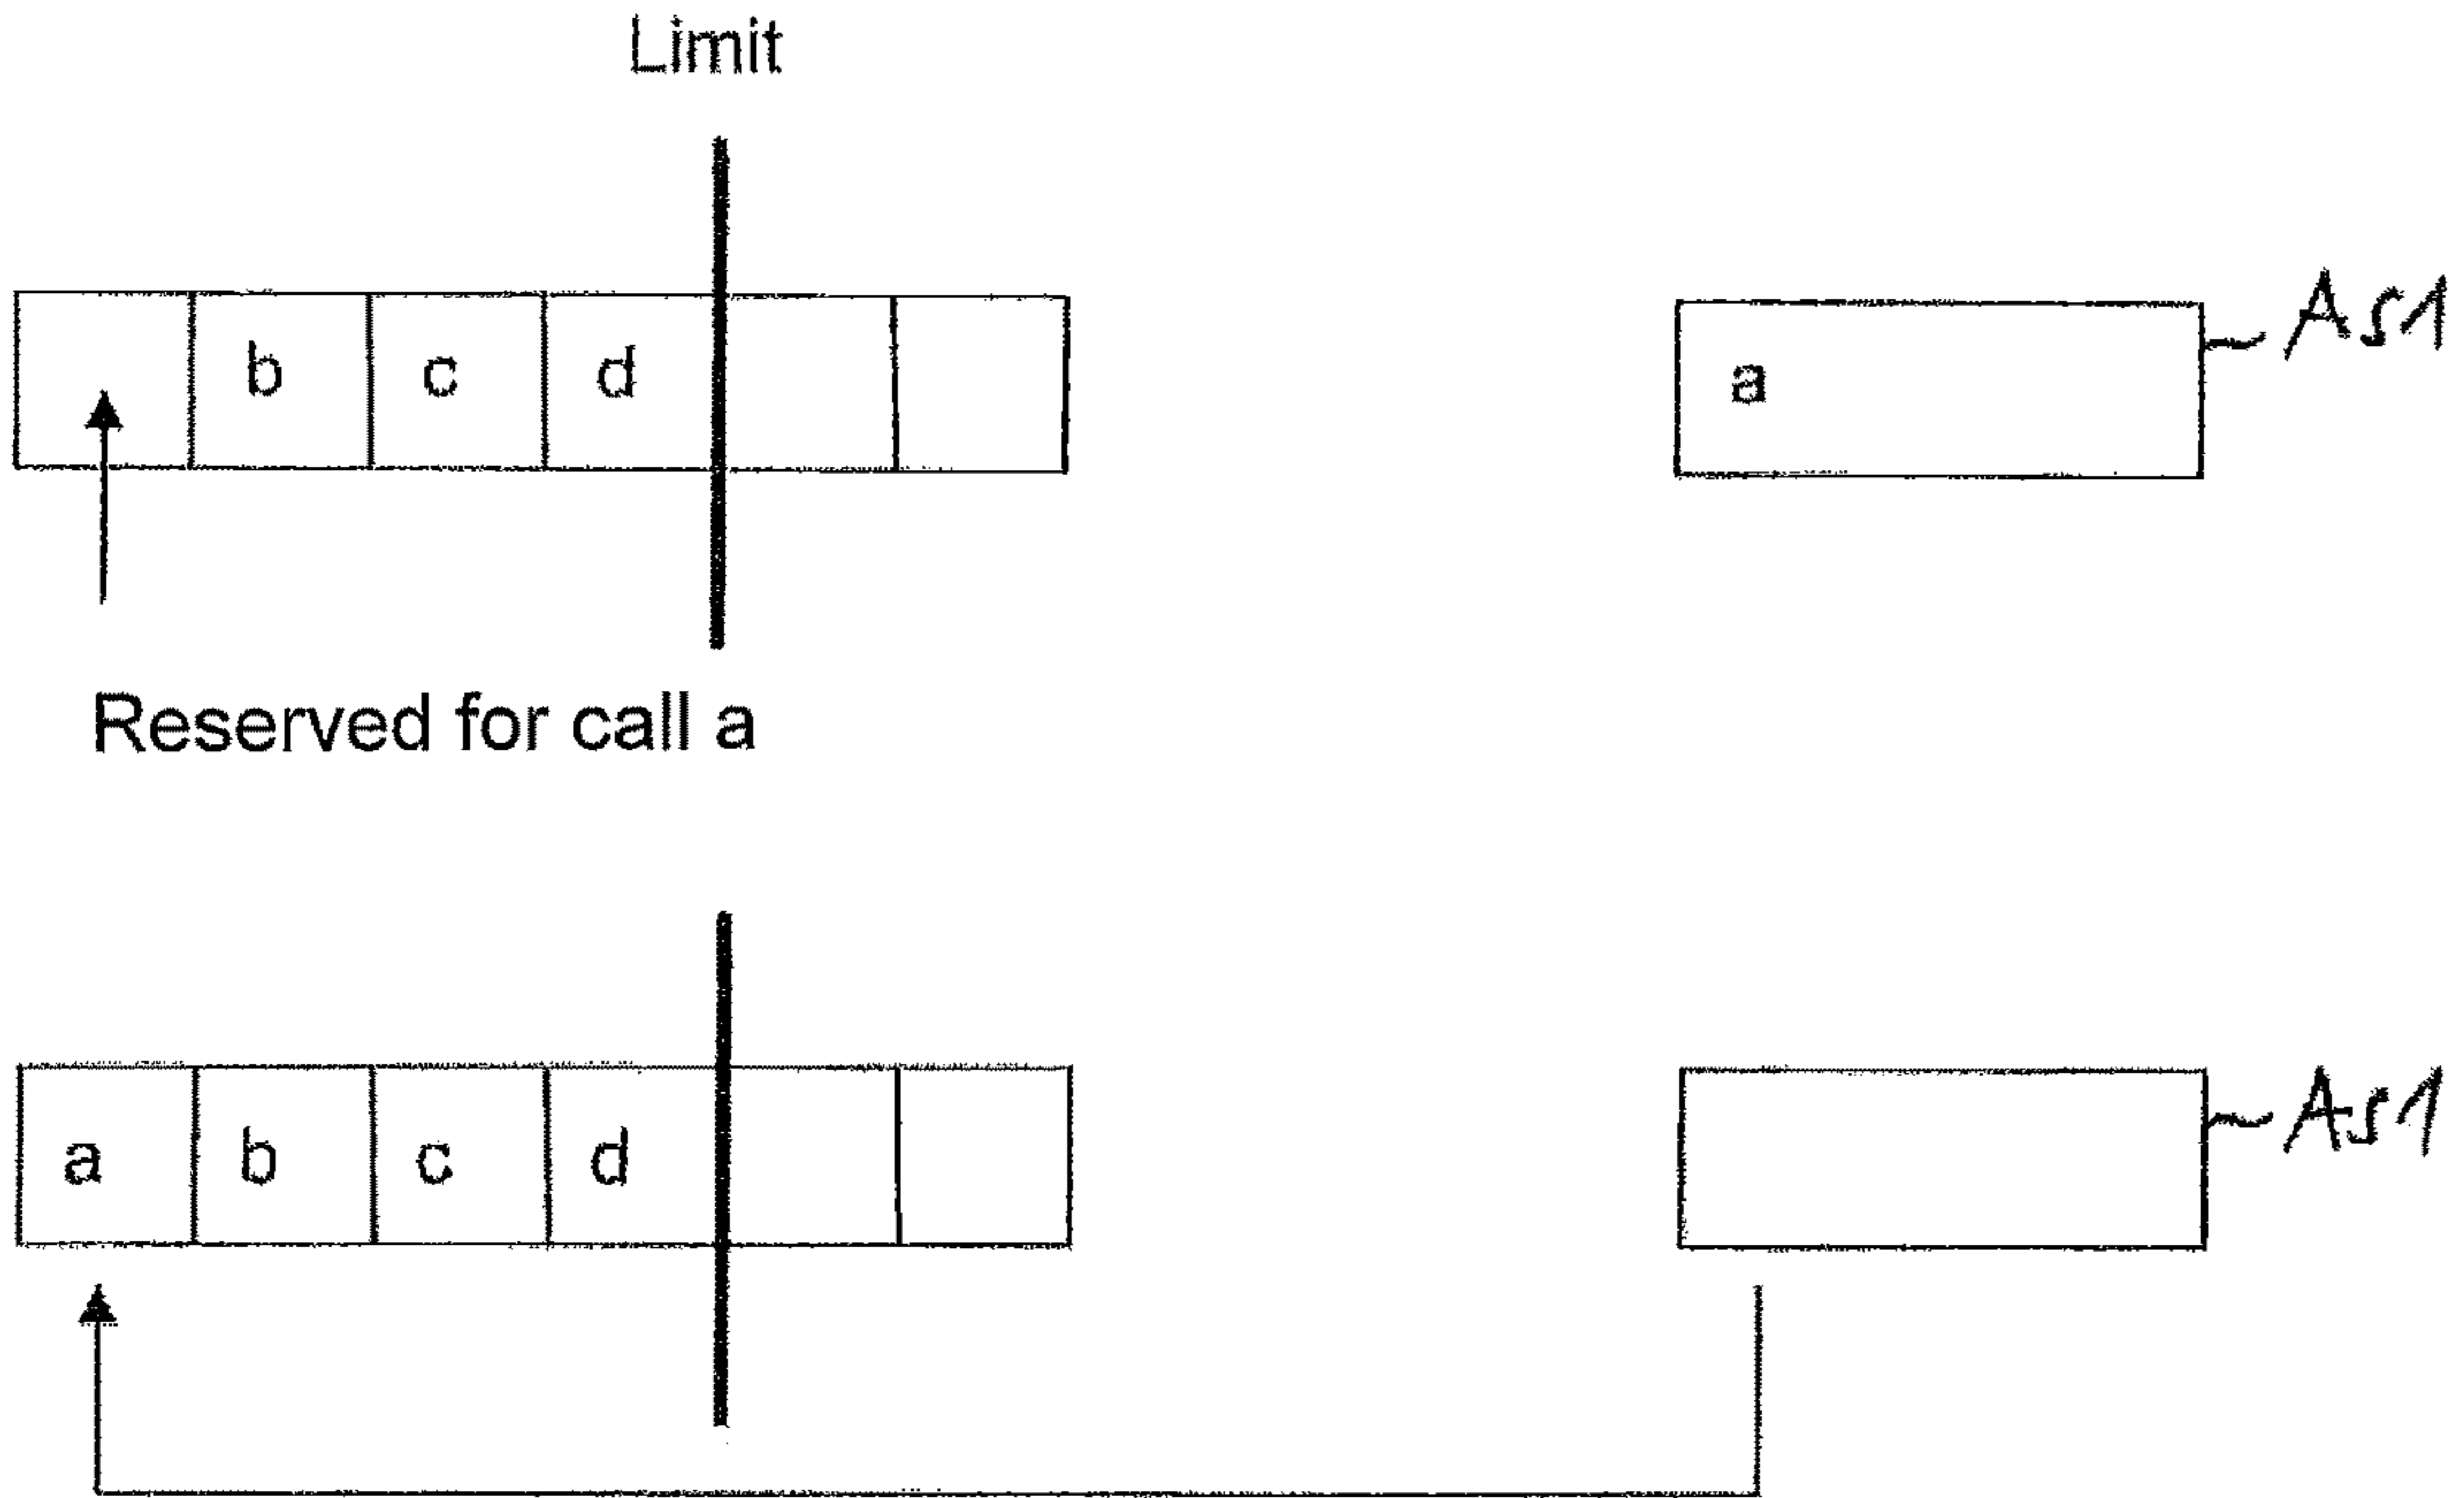 Limit
b c d a As1
Reserved for call a
a b c d As1